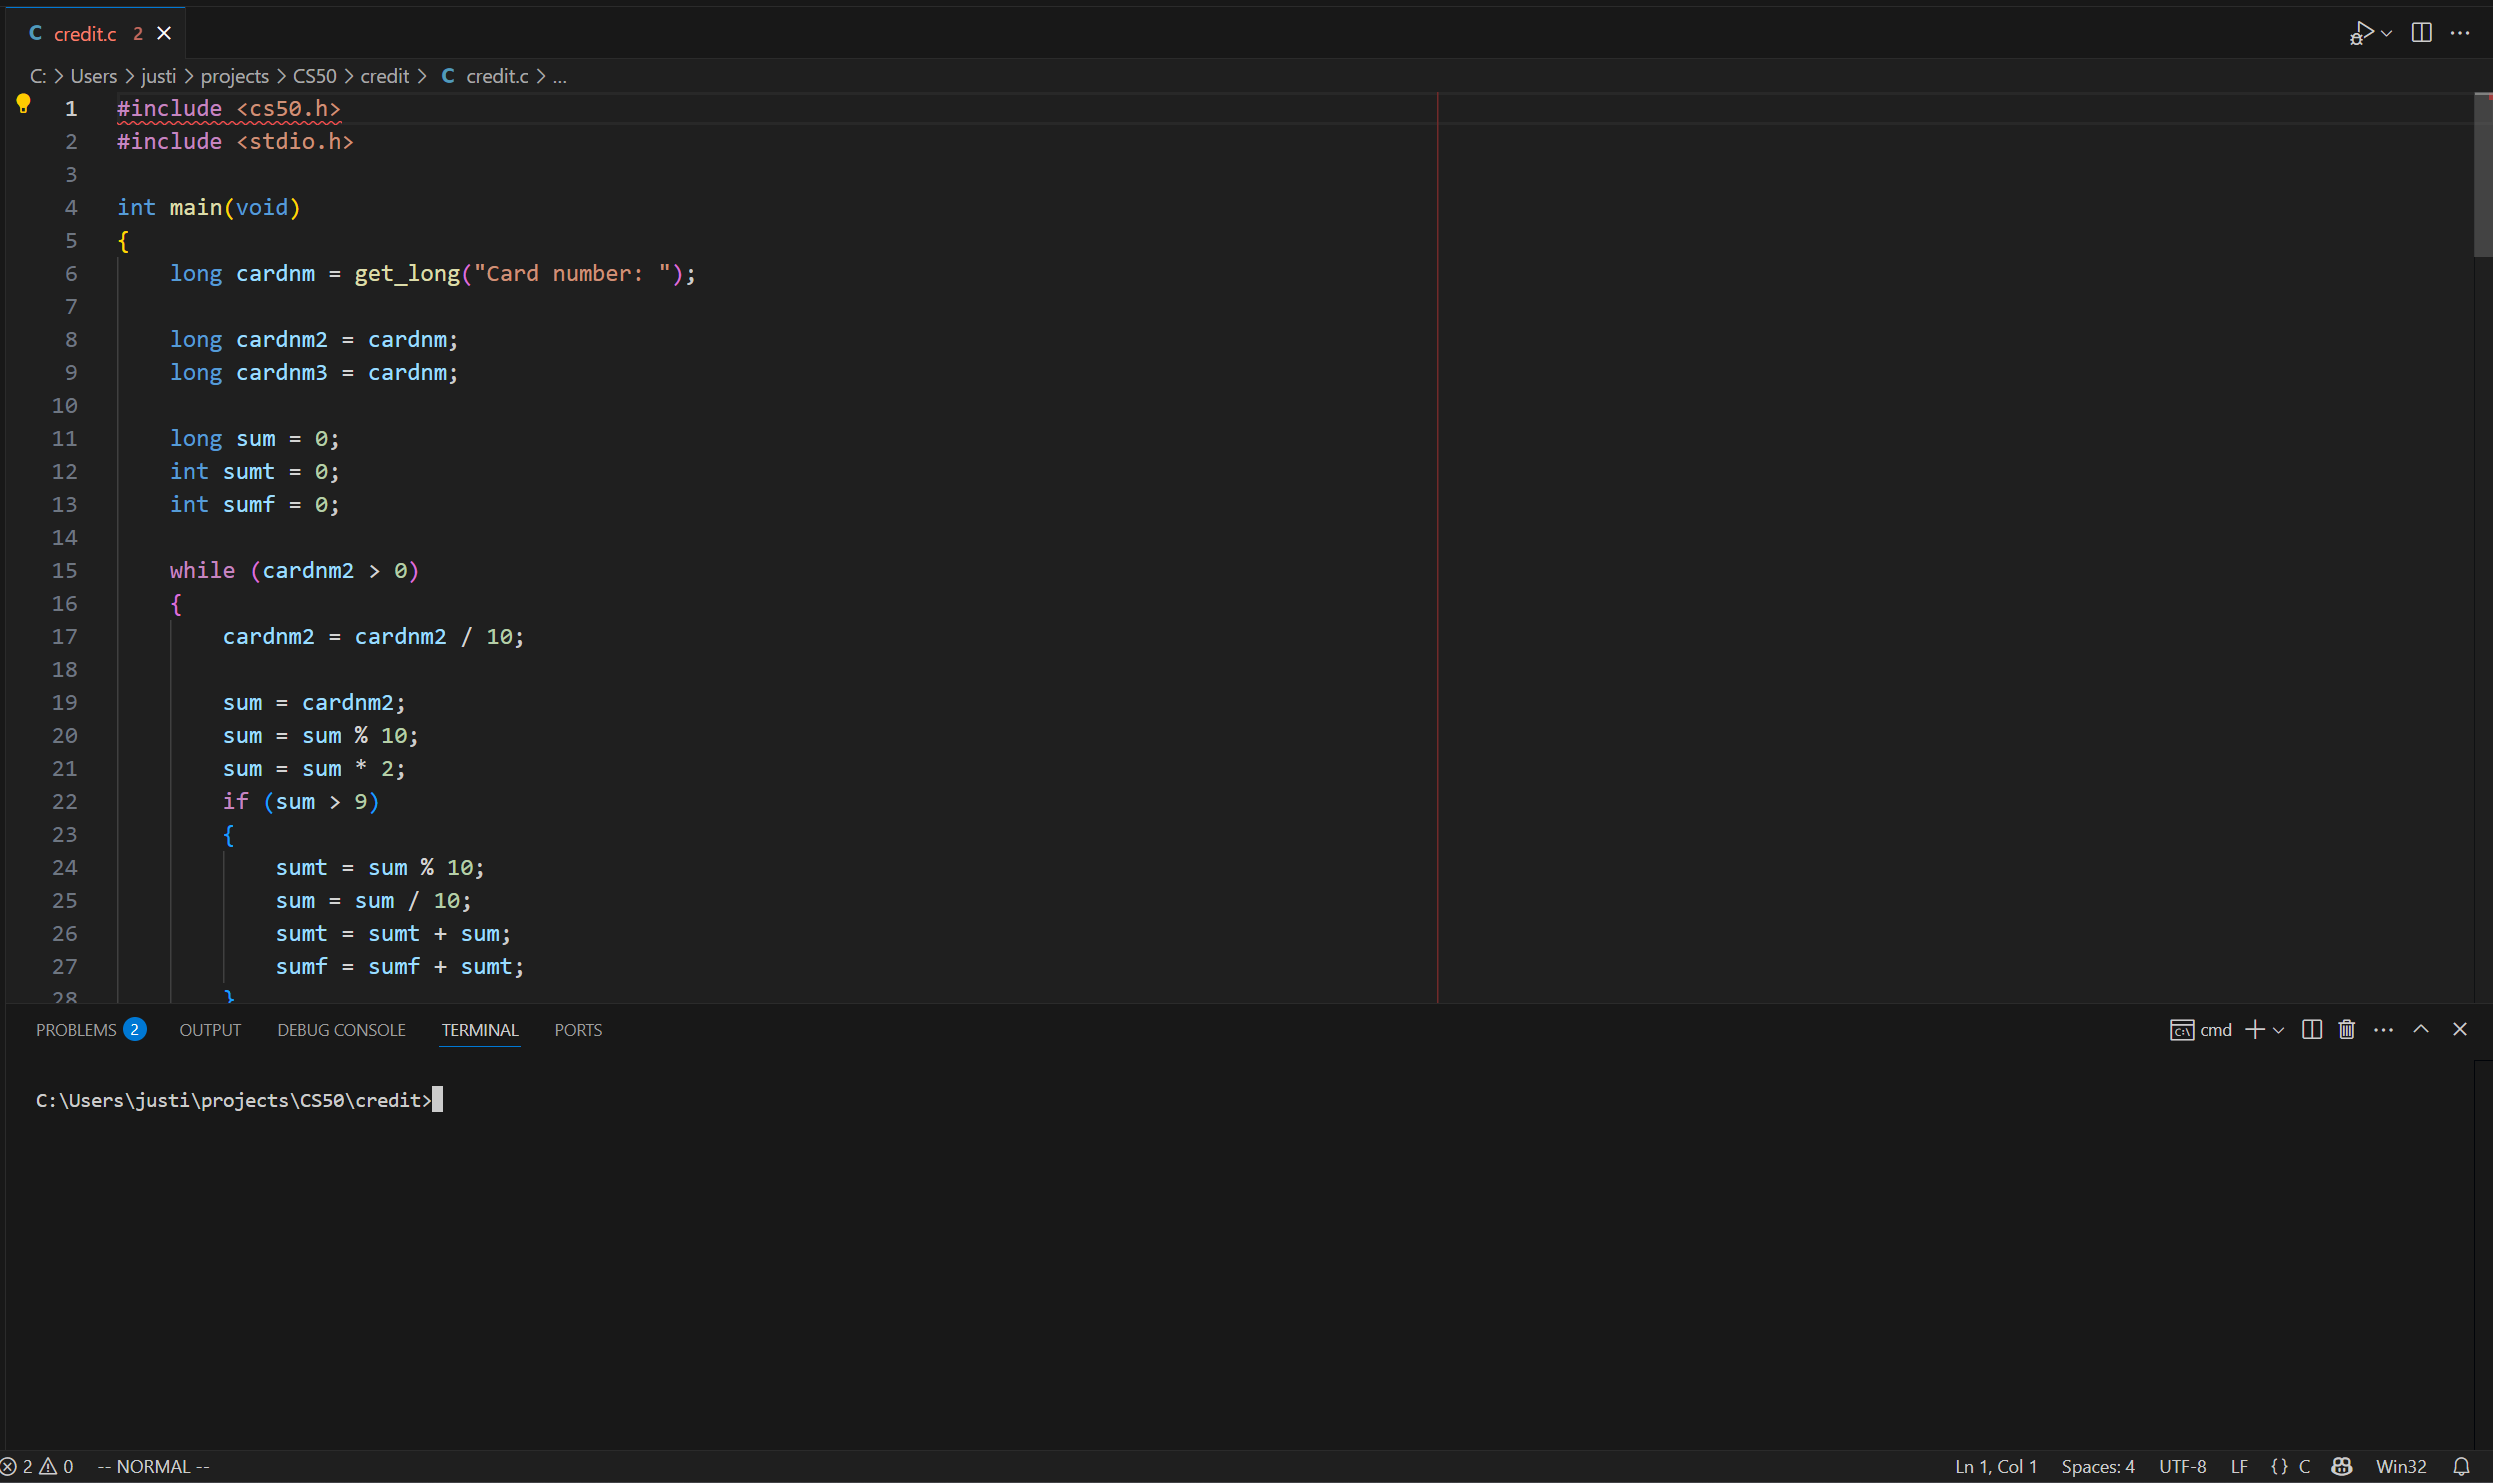 C credit.c 2
C: > Users > justi > projects > CS50 > credit > C credit.c > ...
1 #include <cs50.h>
2 #include <stdio.h>
3
4 int main(void)
5 {
6 long cardnm = get_long("Card number: ");
7
8 long cardnm2 = cardnm;
9 long cardnm3 = cardnm;
10
11 long sum = 0;
12 int sumt = 0;
13 int sumf = 0;
14
15 while (cardnm2 > 0)
16 {
17 cardnm2 = cardnm2 / 10;
18
19 sum = cardnm2;
20 sum = sum % 10;
21 sum = sum * 2;
22 if (sum > 9)
23 {
24 sumt = sum % 10;
25 sum = sum / 10;
26 sumt = sumt + sum;
27 sumf = sumf + sumt;
28 }
PROBLEMS 2 OUTPUT DEBUG CONSOLE TERMINAL PORTS cmd
C:\Users\justi\projects\CS50\credit>
2 0 -- NORMAL -- Ln 1, Col 1 Spaces: 4 UTF-8 LF {} C Win32